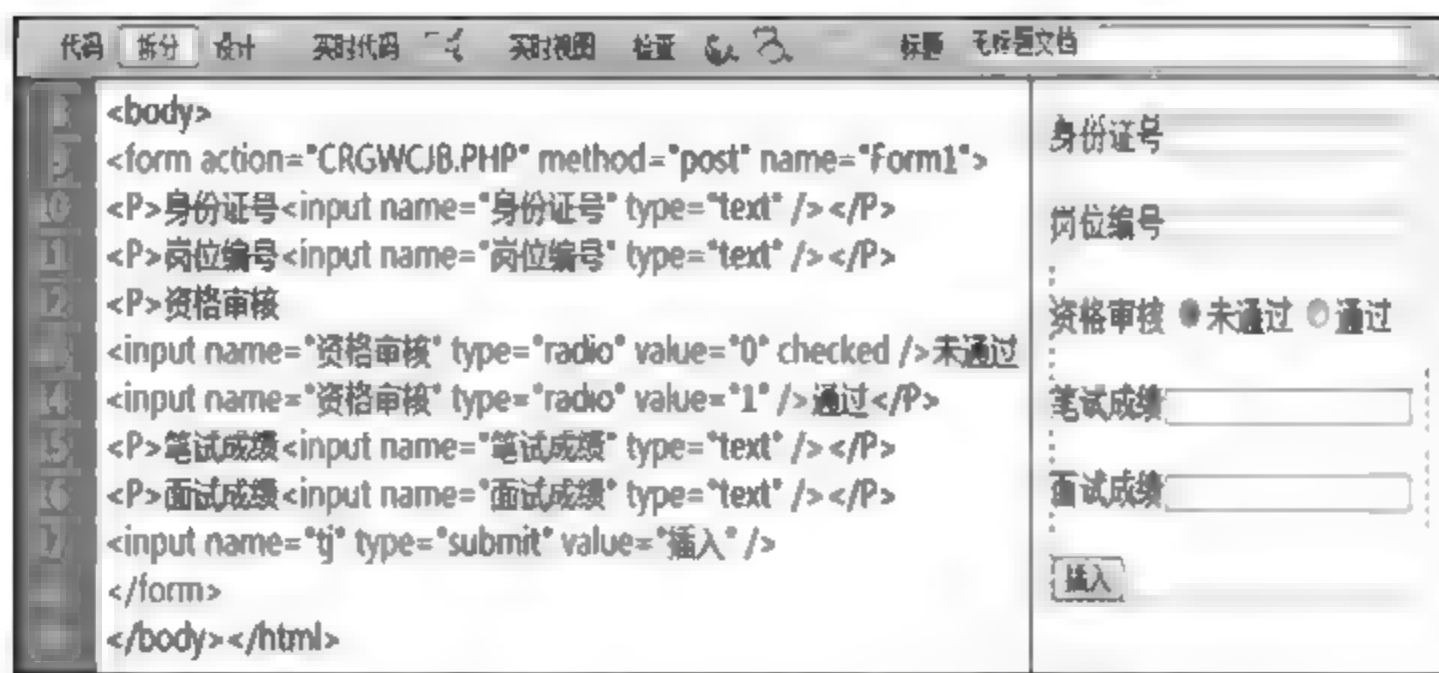 代码 拆分 设计 实时代码 实时视图 检查 标题 无标题文档
<body>
<form action="CRGWCJB.PHP" method="post" name="Form1">
<P>身份证号<input name="身份证号" type="text" /></P>
<P>岗位编号<input name="岗位编号" type="text" /></P>
<P>资格审核
<input name="资格审核" type="radio" value="0" checked />未通过
<input name="资格审核" type="radio" value="1" />通过</P>
<P>笔试成绩<input name="笔试成绩" type="text" /></P>
<P>面试成绩<input name="面试成绩" type="text" /></P>
<input name="tj" type="submit" value="插入" />
</form>
</body></html>
身份证号
岗位编号
资格审核 未通过 通过
笔试成绩
面试成绩
插入